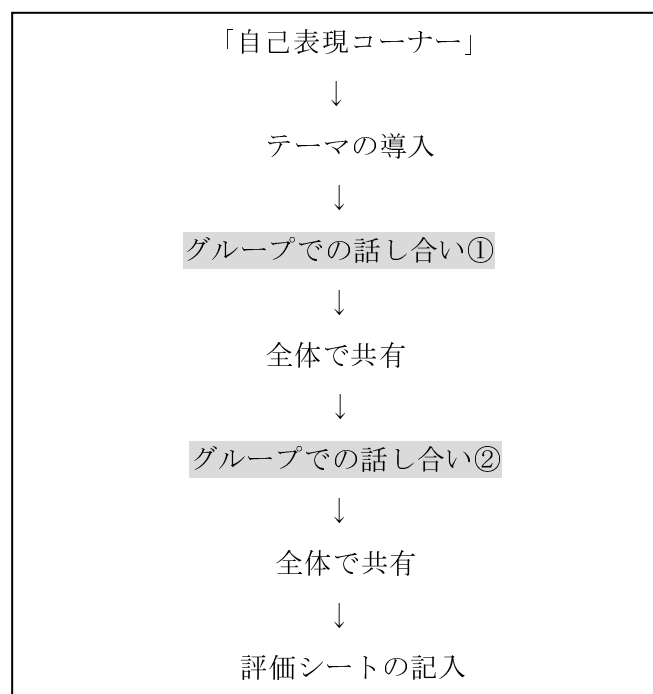 「自己表現コーナー」
↓
テーマの導入
↓
グループでの話し合い①
↓
全体で共有
↓
グループでの話し合い②
↓
全体で共有
↓
評価シートの記入